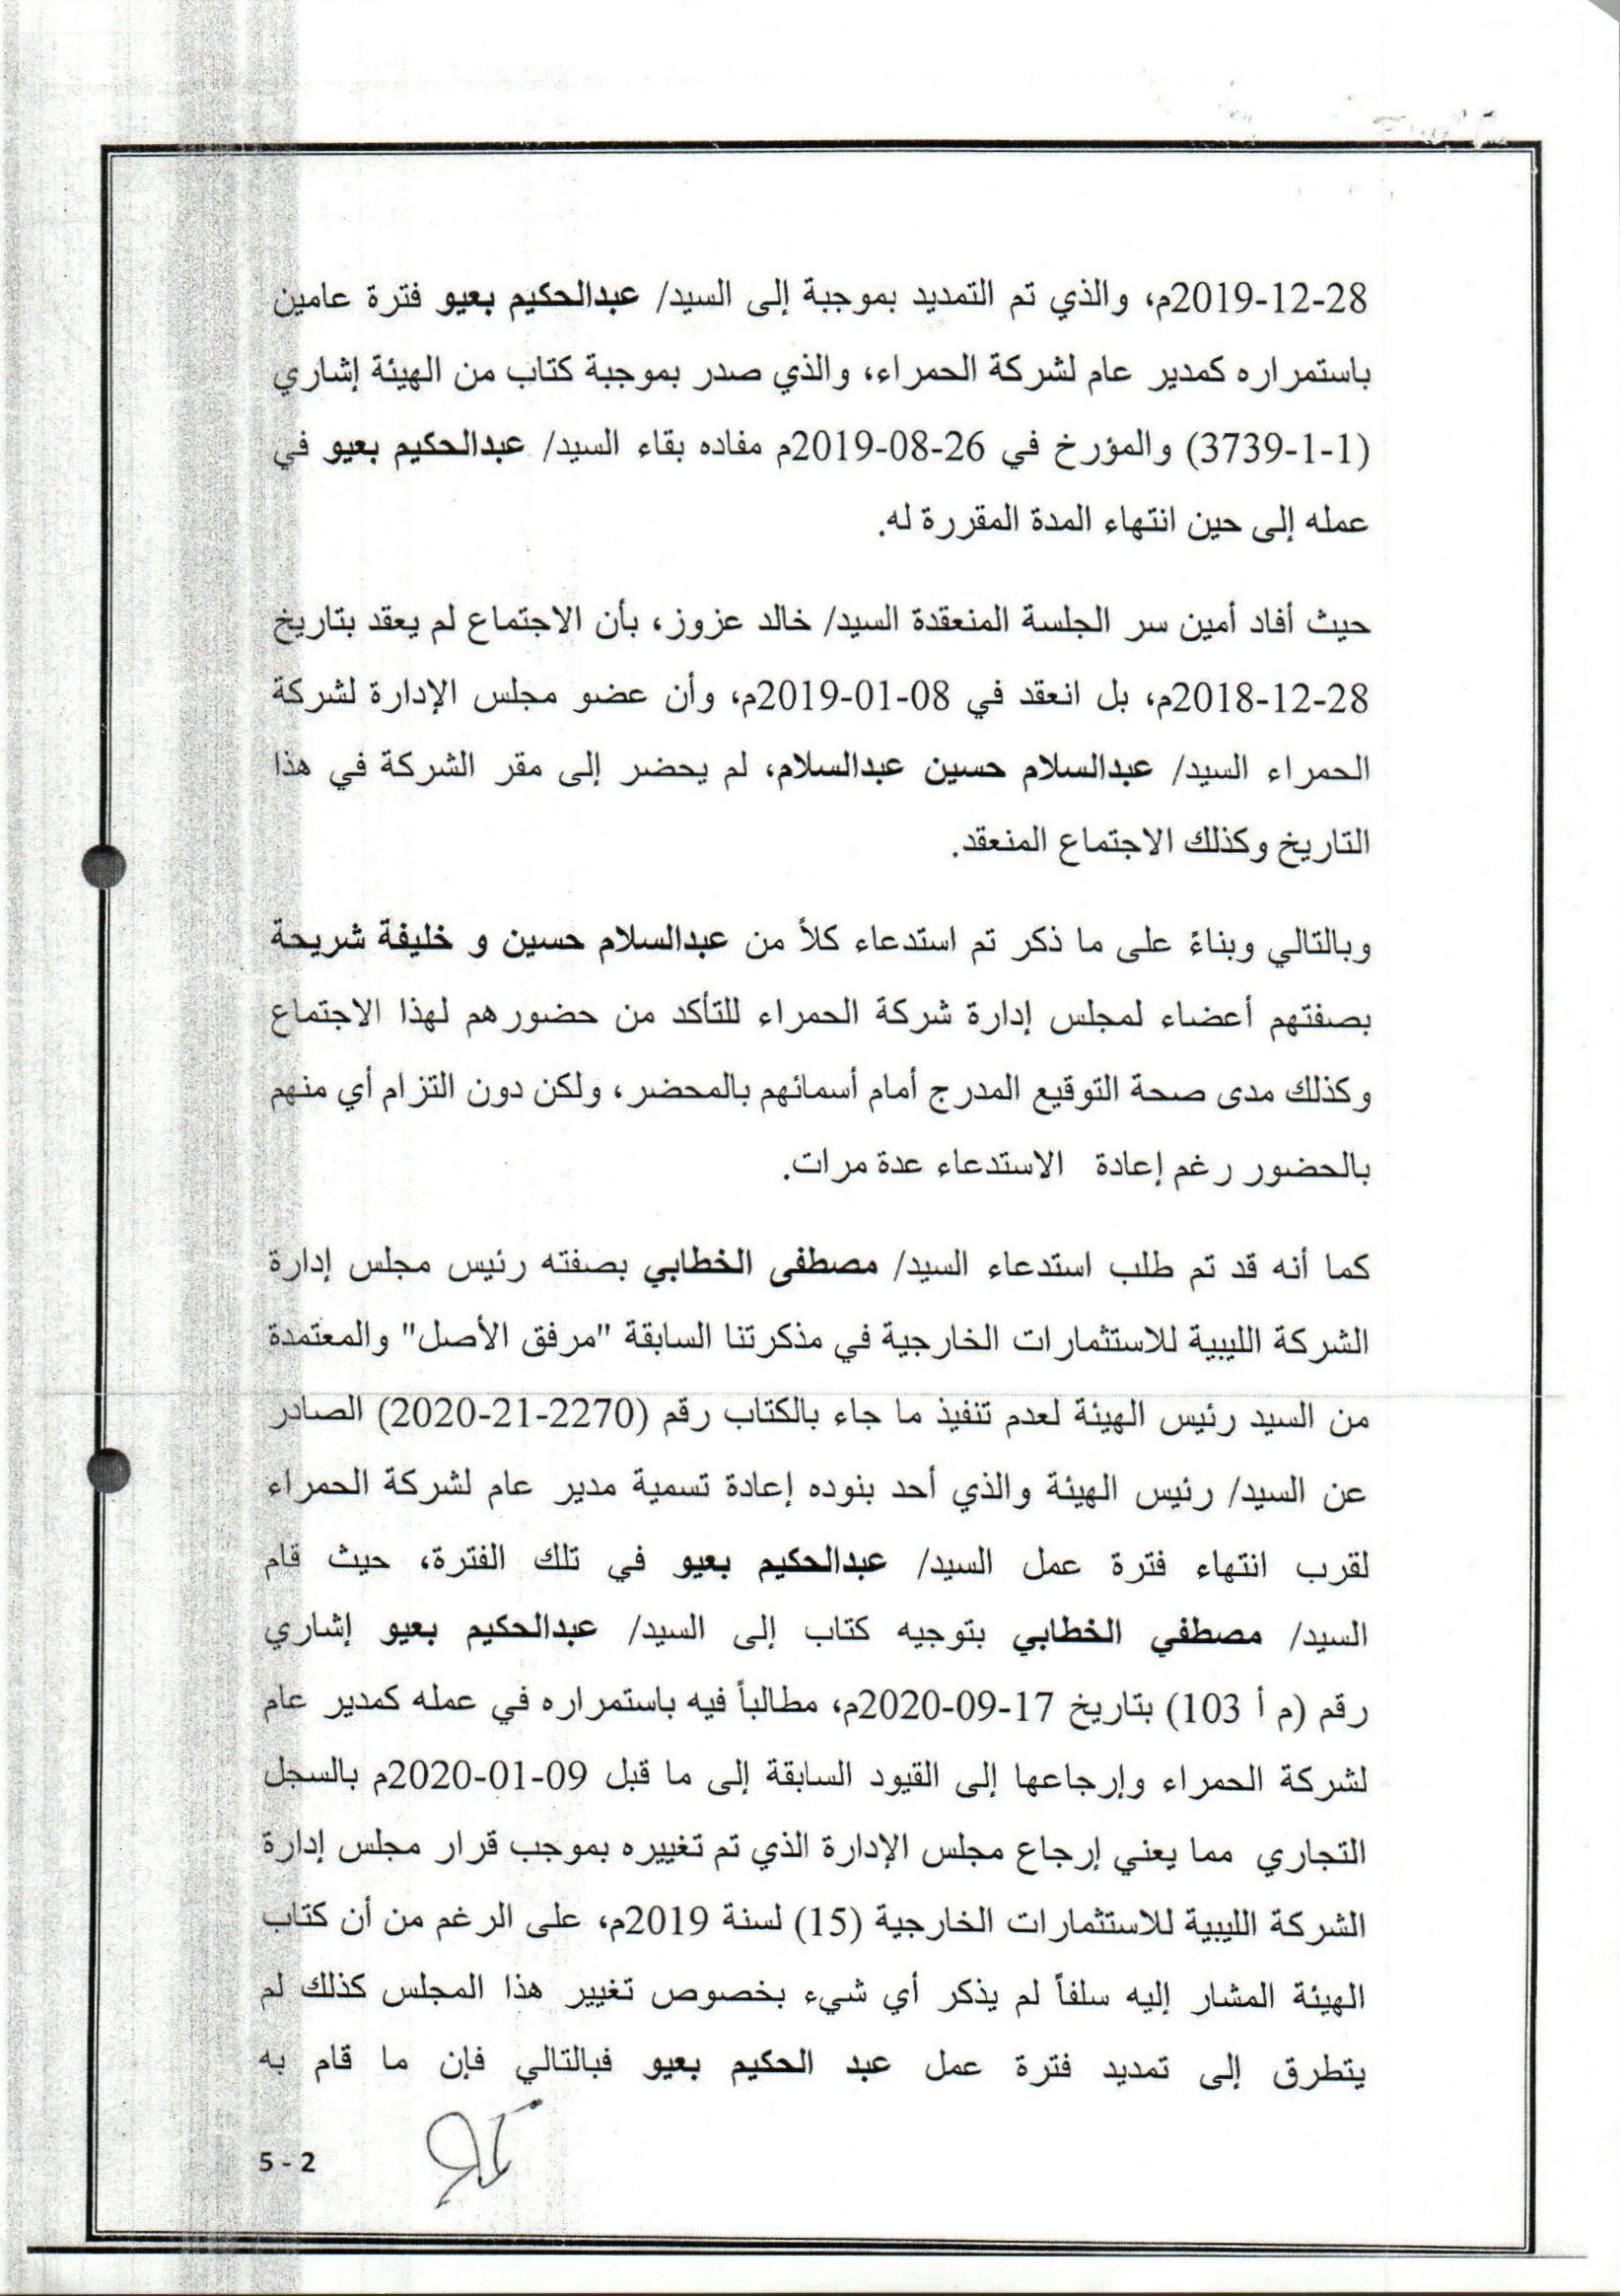 28-12-2019م، والذي تم التمديد بموجبة إلى السيد/ عبدالحكيم بعيو فترة عامين
باستمراره كمدير عام لشركة الحمراء، والذي صدر بموجبة كتاب من الهيئة إشاري
(1-1-3739) والمؤرخ في 26-08-2019م مفاده بقاء السيد/ عبدالحكيم بعيو في
عمله إلى حين انتهاء المدة المقررة له.
حيث أفاد أمين سر الجلسة المنعقدة السيد/ خالد عزوز، بأن الاجتماع لم يعقد بتاريخ
28-12-2018م، بل انعقد في 08-01-2019م، وأن عضو مجلس الإدارة لشركة
الحمراء السيد/ عبدالسلام حسين عبدالسلام، لم يحضر إلى مقر الشركة في هذا
التاريخ وكذلك الاجتماع المنعقد.
وبالتالي وبناءً على ما ذكر تم استدعاء كلاً من عبدالسلام حسين و خليفة شريحة
بصفتهم أعضاء لمجلس إدارة شركة الحمراء للتأكد من حضورهم لهذا الاجتماع
وكذلك مدى صحة التوقيع المدرج أمام أسمائهم بالمحضر، ولكن دون التزام أي منهم
بالحضور رغم إعادة الاستدعاء عدة مرات.
كما أنه قد تم طلب استدعاء السيد/ مصطفى الخطابي بصفته رئيس مجلس إدارة
الشركة الليبية للاستثمارات الخارجية في مذكرتنا السابقة "مرفق الأصل" والمعتمدة
من السيد رئيس الهيئة لعدم تنفيذ ما جاء بالكتاب رقم (2270-21-2020) الصادر
عن السيد/ رئيس الهيئة والذي أحد بنوده إعادة تسمية مدير عام لشركة الحمراء
لقرب انتهاء فترة عمل السيد/ عبدالحكيم بعيو في تلك الفترة، حيث قام
السيد/ مصطفي الخطابي بتوجيه كتاب إلى السيد/ عبدالحكيم بعيو إشاري
رقم (م أ 103) بتاريخ 17-09-2020م، مطالباً فيه باستمراره في عمله كمدير عام
لشركة الحمراء وإرجاعها إلى القيود السابقة إلى ما قبل 09-01-2020م بالسجل
التجاري مما يعني إرجاع مجلس الإدارة الذي تم تغييره بموجب قرار مجلس إدارة
الشركة الليبية للاستثمارات الخارجية (15) لسنة 2019م، على الرغم من أن كتاب
الهيئة المشار إليه سلفاً لم يذكر أي شيء بخصوص تغيير هذا المجلس كذلك لم
يتطرق إلى تمديد فترة عمل عبد الحكيم بعيو فبالتالي فإن ما قام به
5 - 2